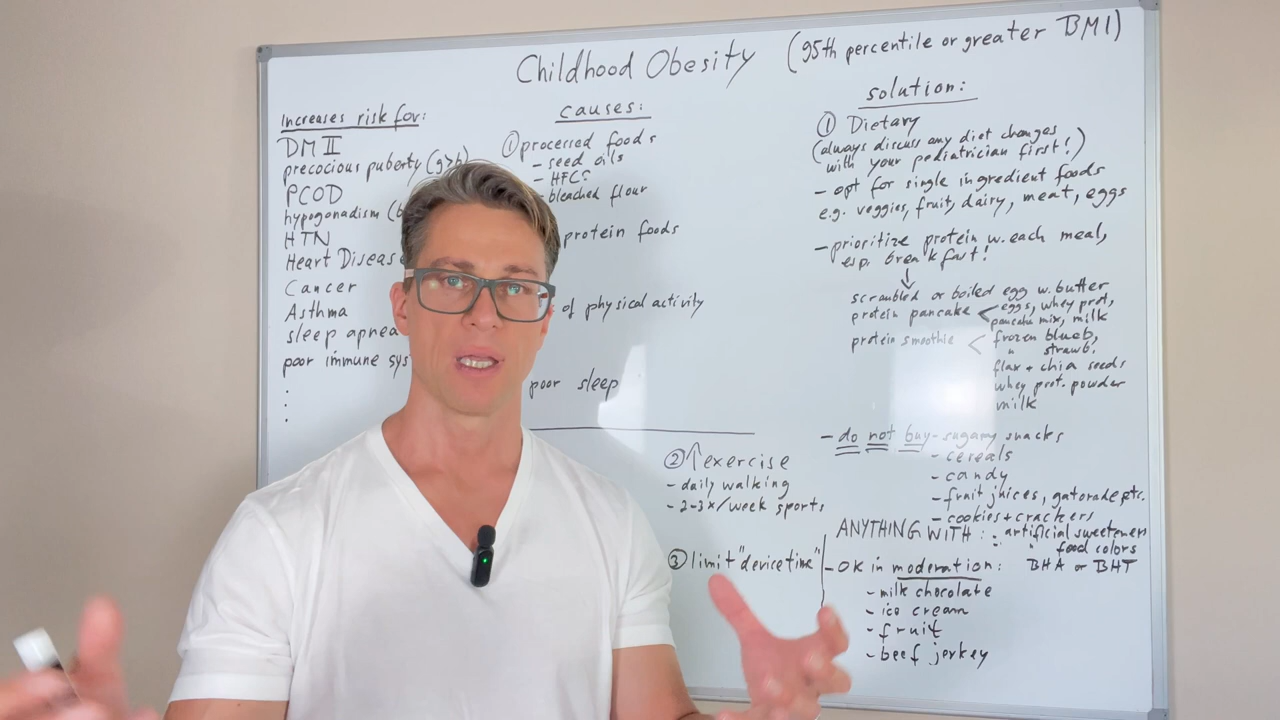 Childhood Obesity (95th percentile or greater BMI)
increases risk for:
DM II
precocious puberty (g>b)
PCOD
hypogonadism (b
HTN
Heart Disease
Cancer
Asthma
sleep apnea
poor immune sys
causes:
① processed foods
- seed oils
- HFCS
- bleached flour
protein foods
of physical activity
poor sleep
② ↑ exercise
- daily walking
- 2-3x/week sports
③ limit "device time"
solution:
① Dietary
(always discuss any diet changes
with your pediatrician first!)
- opt for single ingredient foods
e.g. veggies, fruit, dairy, meat, eggs
- prioritize protein w. each meal,
esp. breakfast!
↓
scrambled or boiled egg w. butter
protein pancake < eggs, whey prot,
pancake mix, milk
protein smoothie < frozen blueb,
" strawb.
flax + chia seeds
whey prot. powder
milk
- do not buy - sugary snacks
- cereals
- candy
- fruit juices, gatorade etc.
- cookies + crackers
ANYTHING WITH: - artificial sweeteners
" food colors
BHA or BHT
- OK in moderation:
- milk chocolate
- ice cream
- fruit
- beef jerky